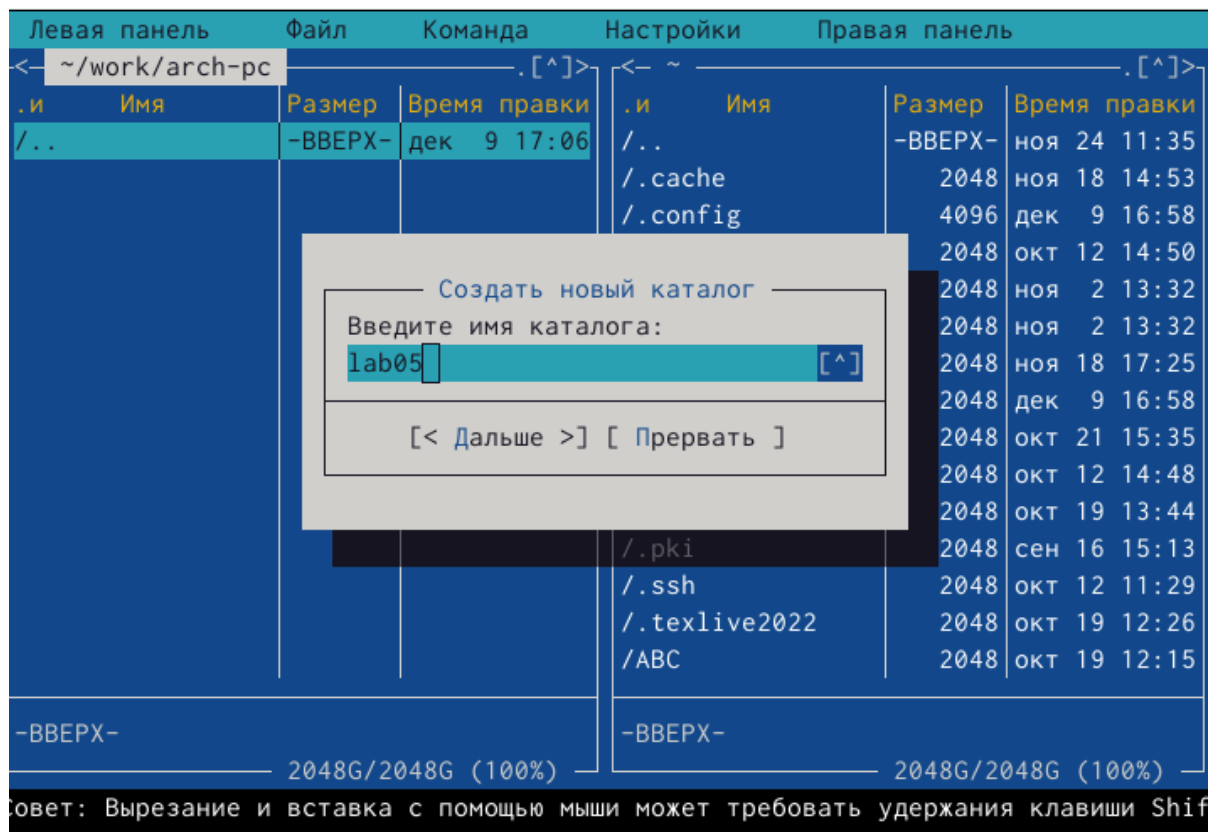 Левая панель Файл Команда Настройки Правая панель
<— ~/work/arch-pc .[^]> <— ~ .[^]>
.и Имя Размер Время правки .и Имя Размер Время правки
/.. -ВВЕРХ- дек 9 17:06 /.. -ВВЕРХ- ноя 24 11:35
/.cache 2048 ноя 18 14:53
/.config 4096 дек 9 16:58
2048 окт 12 14:50
Создать новый каталог 2048 ноя 2 13:32
Введите имя каталога: 2048 ноя 2 13:32
lab05 [^] 2048 ноя 18 17:25
2048 дек 9 16:58
[< Дальше >] [ Прервать ] 2048 окт 21 15:35
2048 окт 12 14:48
2048 окт 19 13:44
/.pki 2048 сен 16 15:13
/.ssh 2048 окт 12 11:29
/.texlive2022 2048 окт 19 12:26
/ABC 2048 окт 19 12:15
-ВВЕРХ- -ВВЕРХ-
2048G/2048G (100%) 2048G/2048G (100%)
Совет: Вырезание и вставка с помощью мыши может требовать удержания клавиши Shif